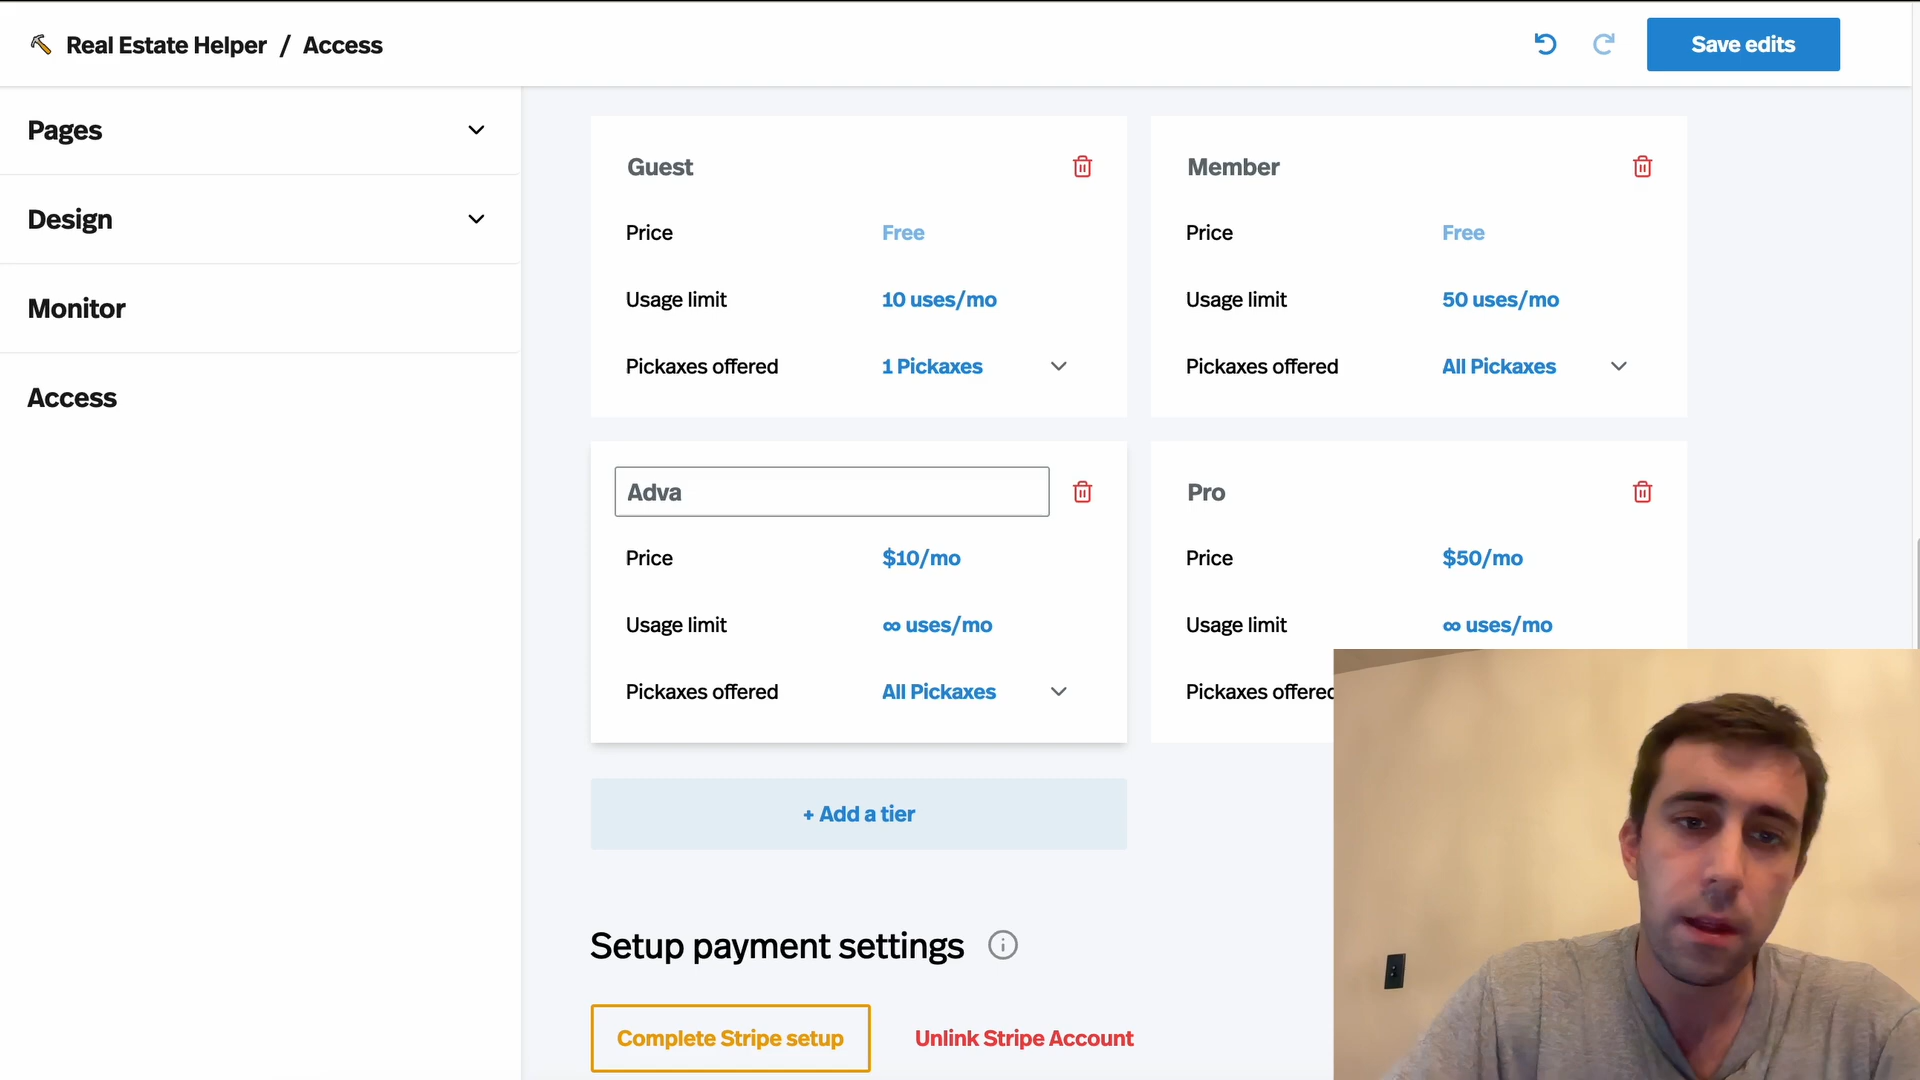 Real Estate Helper / Access
Save edits
Pages
Design
Monitor
Access
Guest
Price Free
Usage limit 10 uses/mo
Pickaxes offered 1 Pickaxes
Member
Price Free
Usage limit 50 uses/mo
Pickaxes offered All Pickaxes
Adva
Price $10/mo
Usage limit ∞ uses/mo
Pickaxes offered All Pickaxes
Pro
Price $50/mo
Usage limit ∞ uses/mo
Pickaxes offered
+ Add a tier
Setup payment settings
Complete Stripe setup
Unlink Stripe Account